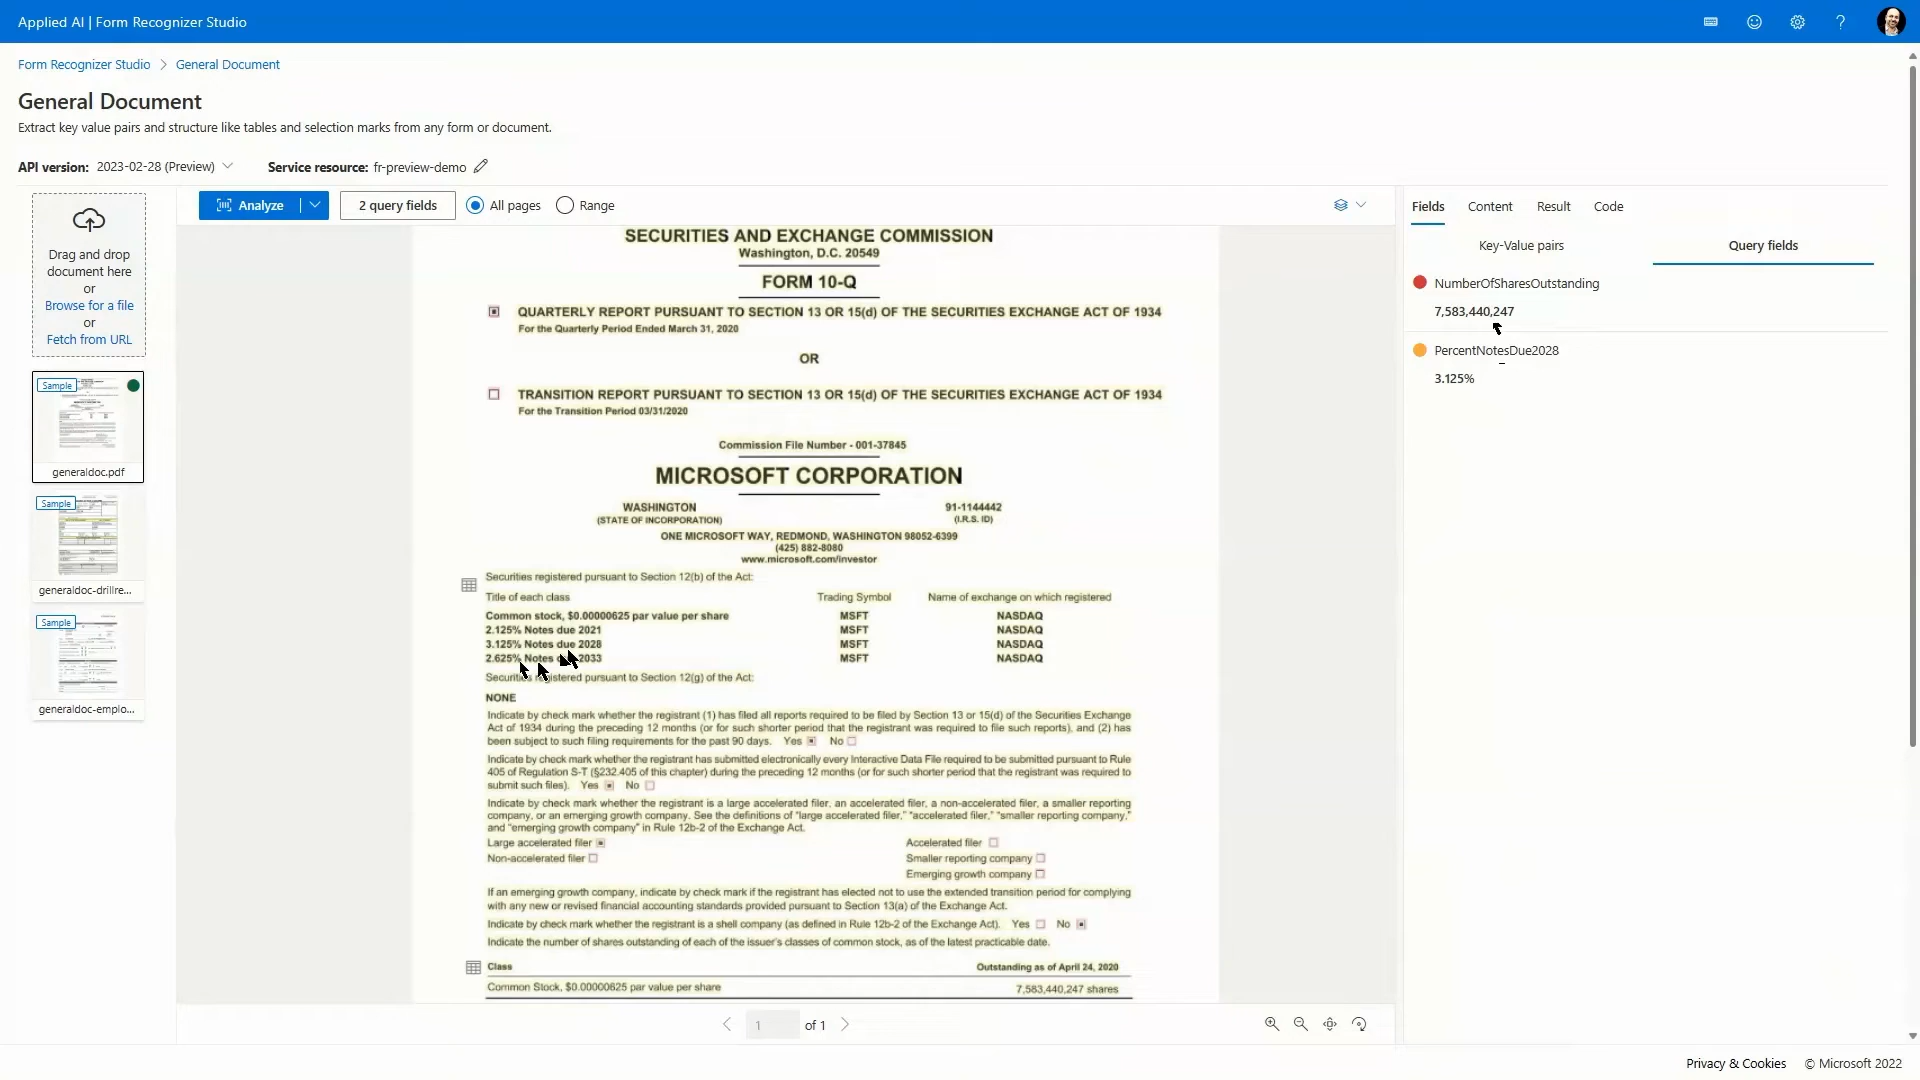 Applied AI | Form Recognizer Studio
Form Recognizer Studio > General Document
General Document
Extract key value pairs and structure like tables and selection marks from any form or document.
API version: 2023-02-28 (Preview) Service resource: fr-preview-demo
Drag and drop
document here
or
Browse for a file
or
Fetch from URL
Sample
generaldoc.pdf
Sample
generaldoc-drillre...
Sample
generaldoc-emplo...
Analyze 2 query fields All pages Range
SECURITIES AND EXCHANGE COMMISSION
Washington, D.C. 20549
FORM 10-Q
QUARTERLY REPORT PURSUANT TO SECTION 13 OR 15(d) OF THE SECURITIES EXCHANGE ACT OF 1934
For the Quarterly Period Ended March 31, 2020
OR
TRANSITION REPORT PURSUANT TO SECTION 13 OR 15(d) OF THE SECURITIES EXCHANGE ACT OF 1934
For the Transition Period 03/31/2020
Commission File Number - 001-37845
MICROSOFT CORPORATION
WASHINGTON 91-1144442
(STATE OF INCORPORATION) (I.R.S. ID)
ONE MICROSOFT WAY, REDMOND, WASHINGTON 98052-6399
(425) 882-8080
www.microsoft.com/investor
Securities registered pursuant to Section 12(b) of the Act:
Title of each class Trading Symbol Name of exchange on which registered
Common stock, $0.00000625 par value per share MSFT NASDAQ
2.125% Notes due 2021 MSFT NASDAQ
3.125% Notes due 2028 MSFT NASDAQ
2.625% Notes due 2033 MSFT NASDAQ
Securities registered pursuant to Section 12(g) of the Act:
NONE
Indicate by check mark whether the registrant (1) has filed all reports required to be filed by Section 13 or 15(d) of the Securities Exchange
Act of 1934 during the preceding 12 months (or for such shorter period that the registrant was required to file such reports), and (2) has
been subject to such filing requirements for the past 90 days. Yes No
Indicate by check mark whether the registrant has submitted electronically every Interactive Data File required to be submitted pursuant to Rule
405 of Regulation S-T (§232.405 of this chapter) during the preceding 12 months (or for such shorter period that the registrant was required to
submit such files). Yes No
Indicate by check mark whether the registrant is a large accelerated filer, an accelerated filer, a non-accelerated filer, a smaller reporting
company, or an emerging growth company. See the definitions of "large accelerated filer," "accelerated filer," "smaller reporting company,"
and "emerging growth company" in Rule 12b-2 of the Exchange Act.
Large accelerated filer Accelerated filer
Non-accelerated filer Smaller reporting company
Emerging growth company
If an emerging growth company, indicate by check mark if the registrant has elected not to use the extended transition period for complying
with any new or revised financial accounting standards provided pursuant to Section 13(a) of the Exchange Act.
Indicate by check mark whether the registrant is a shell company (as defined in Rule 12b-2 of the Exchange Act). Yes No
Indicate the number of shares outstanding of each of the issuer's classes of common stock, as of the latest practicable date.
Class Outstanding as of April 24, 2020
Common Stock, $0.00000625 par value per share 7,583,440,247 shares
1 of 1
Fields Content Result Code
Key-Value pairs Query fields
NumberOfSharesOutstanding
7,583,440,247
PercentNotesDue2028
3.125%
Privacy & Cookies © Microsoft 2022